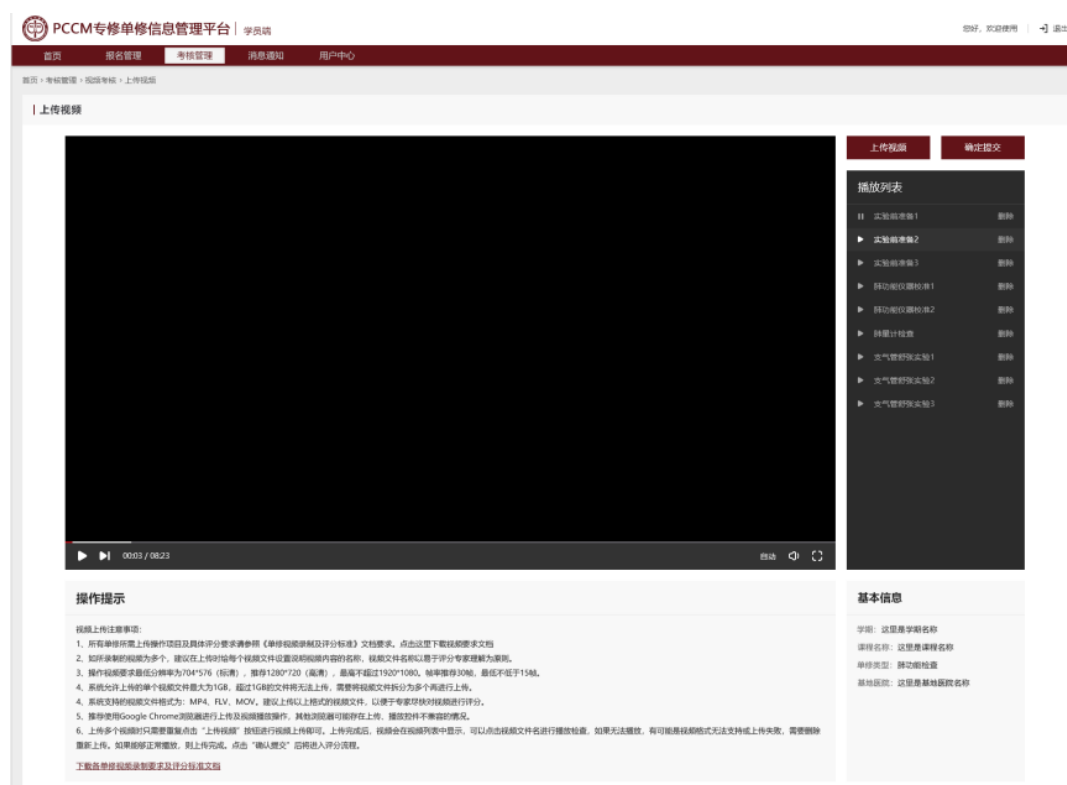 PCCM专修单修信息管理平台 学员端
您好，欢迎使用 退出
首页 报名管理 考核管理 消息通知 用户中心
首页 › 考核管理 › 视频考核 › 上传视频
上传视频
上传视频 确定提交
播放列表
实验前准备1 删除
实验前准备2 删除
实验前准备3 删除
肺功能仪器校准1 删除
肺功能仪器校准2 删除
肺量计检查 删除
支气管舒张实验1 删除
支气管舒张实验2 删除
支气管舒张实验3 删除
00:03 / 08:23 自动
操作提示
视频上传注意事项：
1、所有单修所需上传操作项目及具体评分要求请参照《单修视频录制及评分标准》文档要求。点击这里下载视频要求文档
2、如所录制的视频为多个，建议在上传时给每个视频文件设置说明视频内容的名称，视频文件名称以易于评分专家理解为原则。
3、操作视频要求最低分辨率为704*576（标清），推荐1280*720（高清），最高不超过1920*1080。帧率推荐30帧，最低不低于15帧。
4、系统允许上传的单个视频文件最大为1GB，超过1GB的文件将无法上传，需要将视频文件拆分为多个再进行上传。
4、系统支持的视频文件格式为：MP4、FLV、MOV。建议上传以上格式的视频文件，以便于专家尽快对视频进行评分。
5、推荐使用Google Chrome浏览器进行上传及视频播放操作，其他浏览器可能存在上传、播放控件不兼容的情况。
6、上传多个视频时只需要重复点击“上传视频”按钮进行视频上传即可。上传完成后，视频会在视频列表中显示，可以点击视频文件名进行播放检查，如果无法播放，有可能是视频格式无法支持或上传失败，需要删除
重新上传。如果能够正常播放，则上传完成。点击“确认提交”后将进入评分流程。
下载各单修视频录制要求及评分标准文档
基本信息
学期：这里是学期名称
课程名称：这里是课程名称
单修类型：肺功能检查
基地医院：这里是基地医院名称